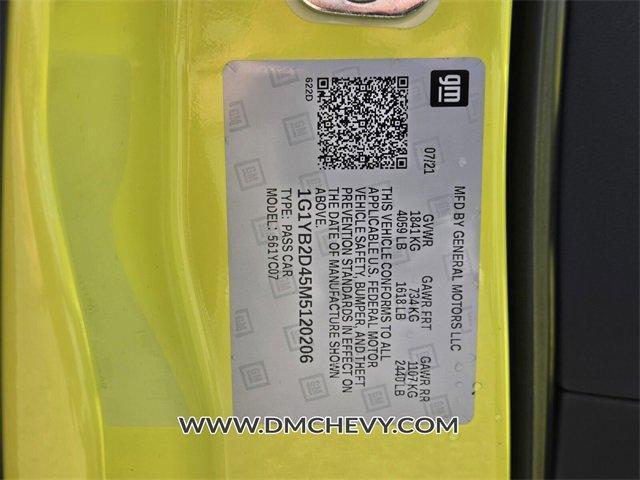 gm
07/21
622D
MFD BY GENERAL MOTORS LLC
GVWR GAWR FRT GAWR RR
1841 KG 734 KG 1107 KG
4059 LB 1618 LB 2440 LB
THIS VEHICLE CONFORMS TO ALL
APPLICABLE U.S. FEDERAL MOTOR
VEHICLE SAFETY, BUMPER, AND THEFT
PREVENTION STANDARDS IN EFFECT ON
THE DATE OF MANUFACTURE SHOWN
ABOVE.
1G1YB2D45M5120206
TYPE: PASS CAR
MODEL: 561YC07
WWW.DMCHEVY.COM